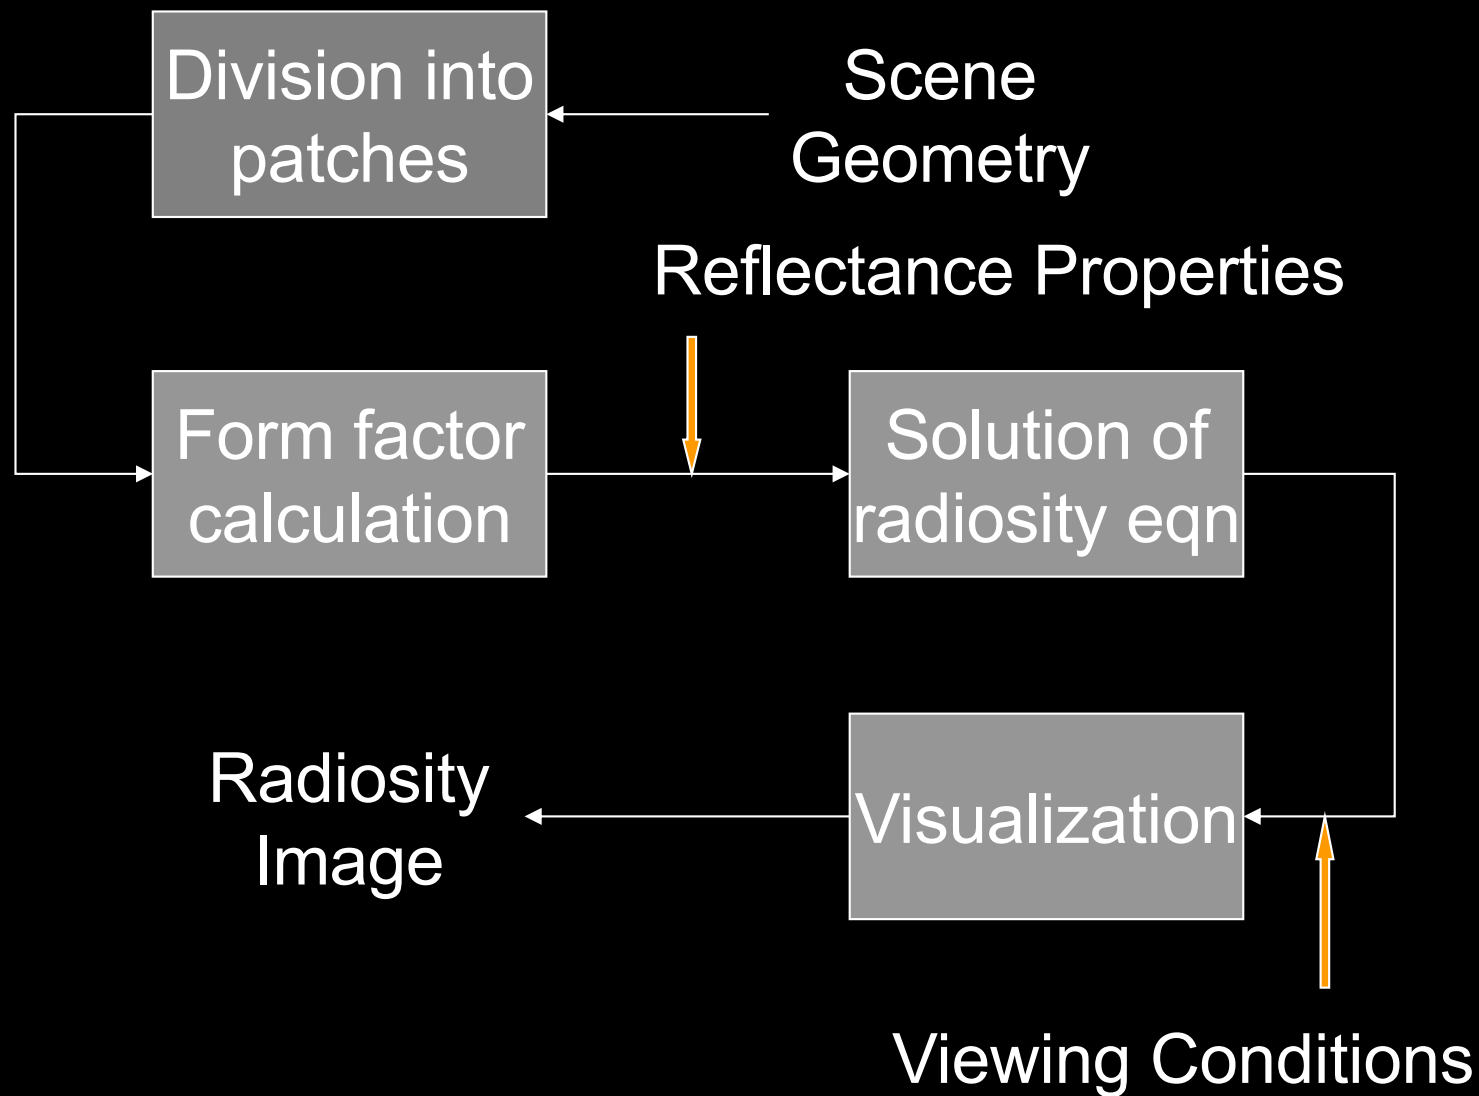 Division into
patches
Scene
Geometry
Reflectance Properties
Form factor
calculation
Solution of
radiosity eqn
Radiosity
Image
Visualization
Viewing Conditions